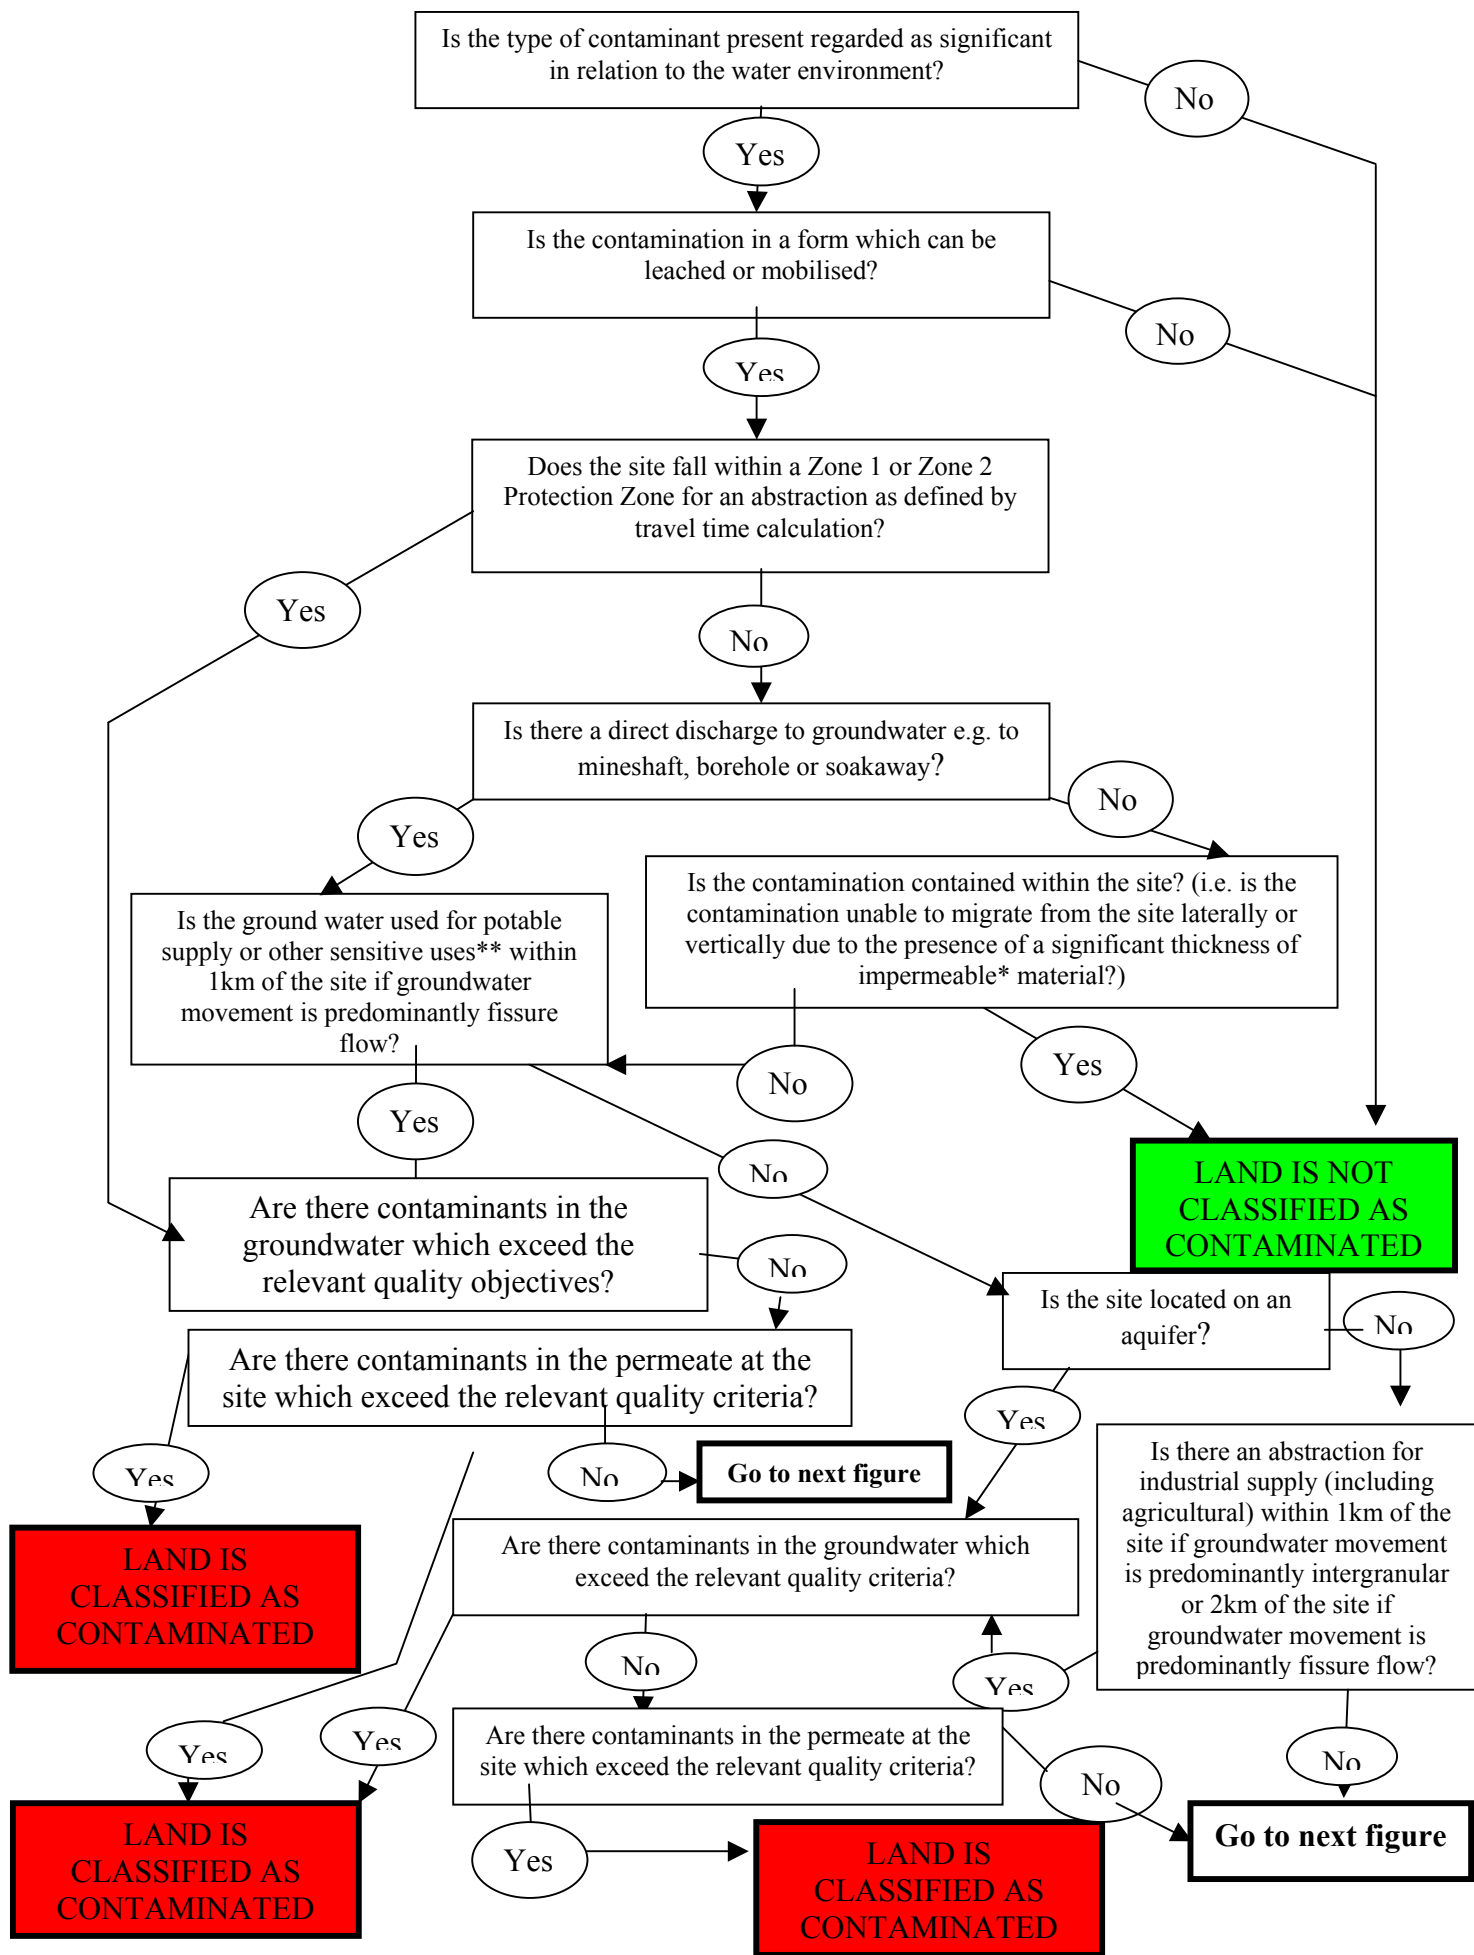 Is the type of contaminant present regarded as significant
in relation to the water environment?
No
Yes
Is the contamination in a form which can be
leached or mobilised?
No
Yes
Does the site fall within a Zone 1 or Zone 2
Protection Zone for an abstraction as defined by
travel time calculation?
Yes
No
Is there a direct discharge to groundwater e.g. to
mineshaft, borehole or soakaway?
No
Yes
Is the contamination contained within the site? (i.e. is the
contamination unable to migrate from the site laterally or
vertically due to the presence of a significant thickness of
impermeable* material?)
Is the ground water used for potable
supply or other sensitive uses** within
1km of the site if groundwater
movement is predominantly fissure
flow?
Yes
No
Yes
No
LAND IS NOT
CLASSIFIED AS
CONTAMINATED
Are there contaminants in the
groundwater which exceed the
relevant quality objectives?
No
Is the site located on an
aquifer?
No
Are there contaminants in the permeate at the
site which exceed the relevant quality criteria?
Yes
Yes
No
Go to next figure
Is there an abstraction for
industrial supply (including
agricultural) within 1km of the
site if groundwater movement
is predominantly intergranular
or 2km of the site if
groundwater movement is
predominantly fissure flow?
LAND IS
CLASSIFIED AS
CONTAMINATED
Are there contaminants in the groundwater which
exceed the relevant quality criteria?
No
Yes
Yes
Yes
Are there contaminants in the permeate at the
site which exceed the relevant quality criteria?
No
No
LAND IS
CLASSIFIED AS
CONTAMINATED
Yes
LAND IS
CLASSIFIED AS
CONTAMINATED
Go to next figure